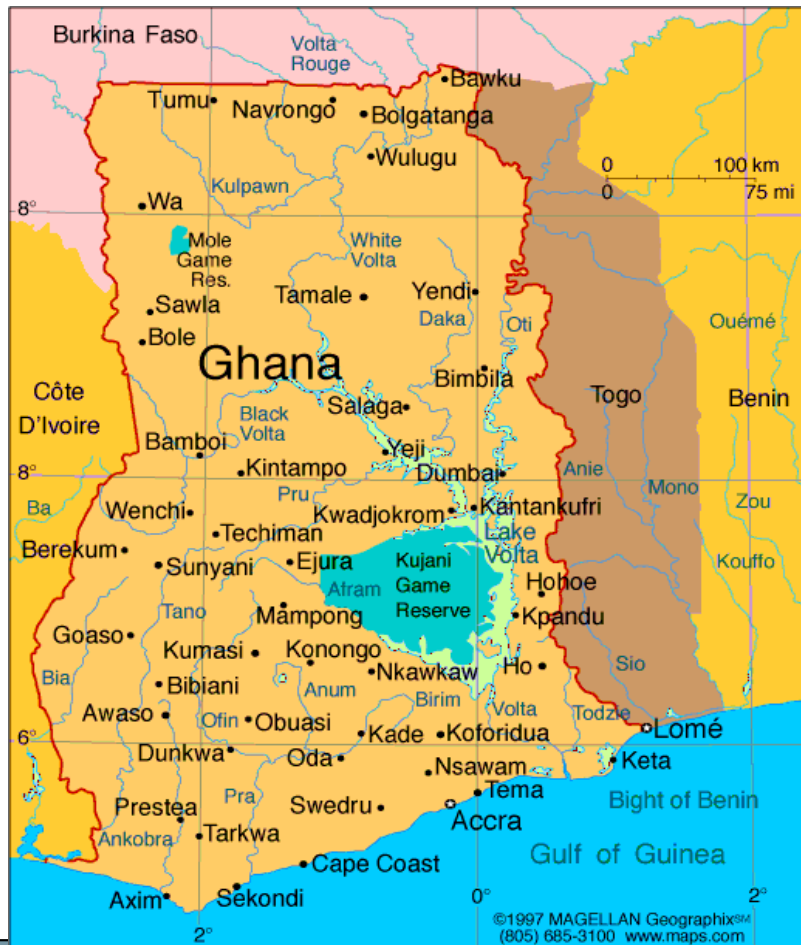 Burkina Faso
Volta
Rouge
Bawku
Tumu
Navrongo
Bolgatanga
Wulugu
0 100 km
0 75 mi
Kulpawn
8°
Wa
Mole
Game
Res.
White
Volta
Tamale
Yendi
Sawla
Daka
Oti
Ouémé
Bole
Ghana
Bimbila
Côte
D'Ivoire
Togo
Benin
Salaga
Black
Volta
Bamboi
Yeji
8°
Kintampo
Dumbai
Anie
Mono
Pru
Zou
Ba
Wenchi
Kwadjokrom
Kantankufri
Techiman
Lake
Volta
Berekum
Sunyani
Ejura
Kujani
Game
Reserve
Kouffo
Afram
Hohoe
Tano
Mampong
Kpandu
Goaso
Kumasi
Konongo
Nkawkaw
Ho
Sio
Bia
Bibiani
Anum
Birim
Volta
Todzie
Awaso
Ofin
Obuasi
Kade
Koforidua
Lomé
6°
Dunkwa
Oda
Nsawam
Keta
Pra
Tema
Bight of Benin
Prestea
Swedru
Accra
Ankobra
Tarkwa
Gulf of Guinea
Cape Coast
Axim
Sekondi
0°
2°
2°
©1997 MAGELLAN Geographix℠
(805) 685-3100 www.maps.com